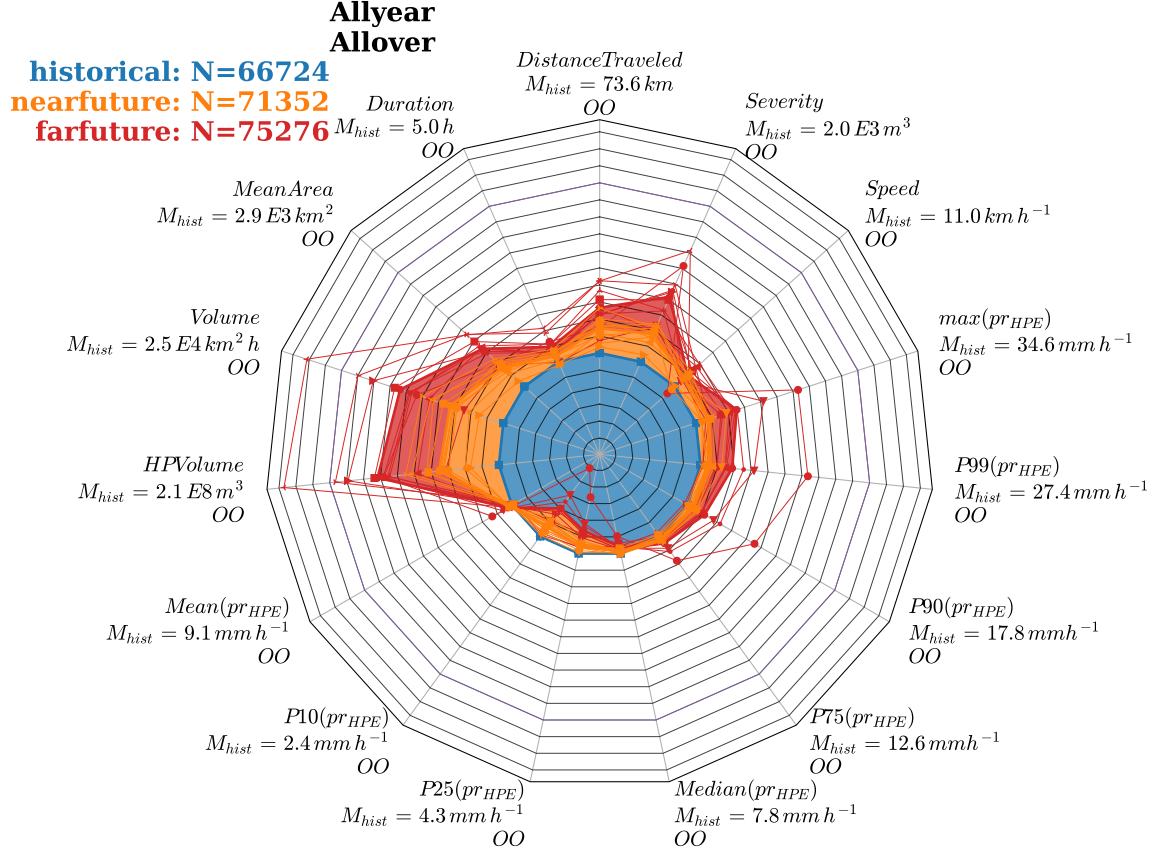 Allyear
Allover
historical: N=66724
nearfuture: N=71352
farfuture: N=75276
DistanceTraveled
M_hist = 73.6 km
OO
Severity
M_hist = 2.0 E3 m³
OO
Speed
M_hist = 11.0 km h⁻¹
OO
max(pr_HPE)
M_hist = 34.6 mm h⁻¹
OO
P99(pr_HPE)
M_hist = 27.4 mm h⁻¹
OO
P90(pr_HPE)
M_hist = 17.8 mmh⁻¹
OO
P75(pr_HPE)
M_hist = 12.6 mmh⁻¹
OO
Median(pr_HPE)
M_hist = 7.8 mm h⁻¹
OO
P25(pr_HPE)
M_hist = 4.3 mm h⁻¹
OO
P10(pr_HPE)
M_hist = 2.4 mm h⁻¹
OO
Mean(pr_HPE)
M_hist = 9.1 mm h⁻¹
OO
HPVolume
M_hist = 2.1 E8 m³
OO
Volume
M_hist = 2.5 E4 km² h
OO
MeanArea
M_hist = 2.9 E3 km²
OO
Duration
M_hist = 5.0 h
OO